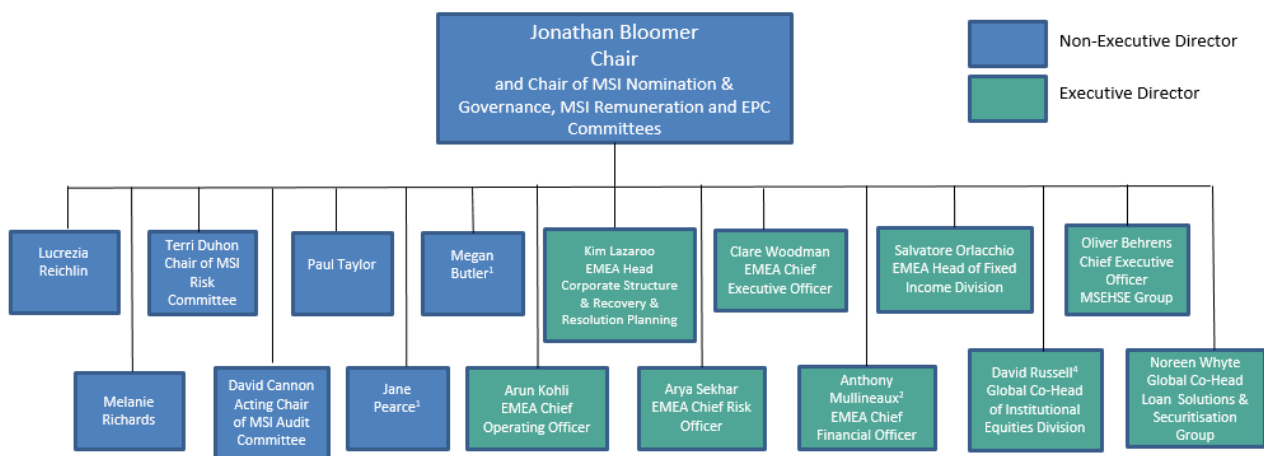 Jonathan Bloomer
Chair
and Chair of MSI Nomination &
Governance, MSI Remuneration and EPC
Committees
Non-Executive Director
Executive Director
Lucrezia
Reichlin
Terri Duhon
Chair of MSI
Risk
Committee
Paul Taylor
Megan
Butler¹
Kim Lazaroo
EMEA Head
Corporate Structure
& Recovery &
Resolution Planning
Clare Woodman
EMEA Chief
Executive Officer
Salvatore Orlacchio
EMEA Head of Fixed
Income Division
Oliver Behrens
Chief Executive
Officer
MSEHSE Group
Melanie
Richards
David Cannon
Acting Chair
of MSI Audit
Committee
Jane
Pearce¹
Arun Kohli
EMEA Chief
Operating Officer
Arya Sekhar
EMEA Chief Risk
Officer
Anthony
Mullineaux²
EMEA Chief
Financial Officer
David Russell⁴
Global Co-Head
of Institutional
Equities Division
Noreen Whyte
Global Co-Head
Loan Solutions &
Securitisation
Group